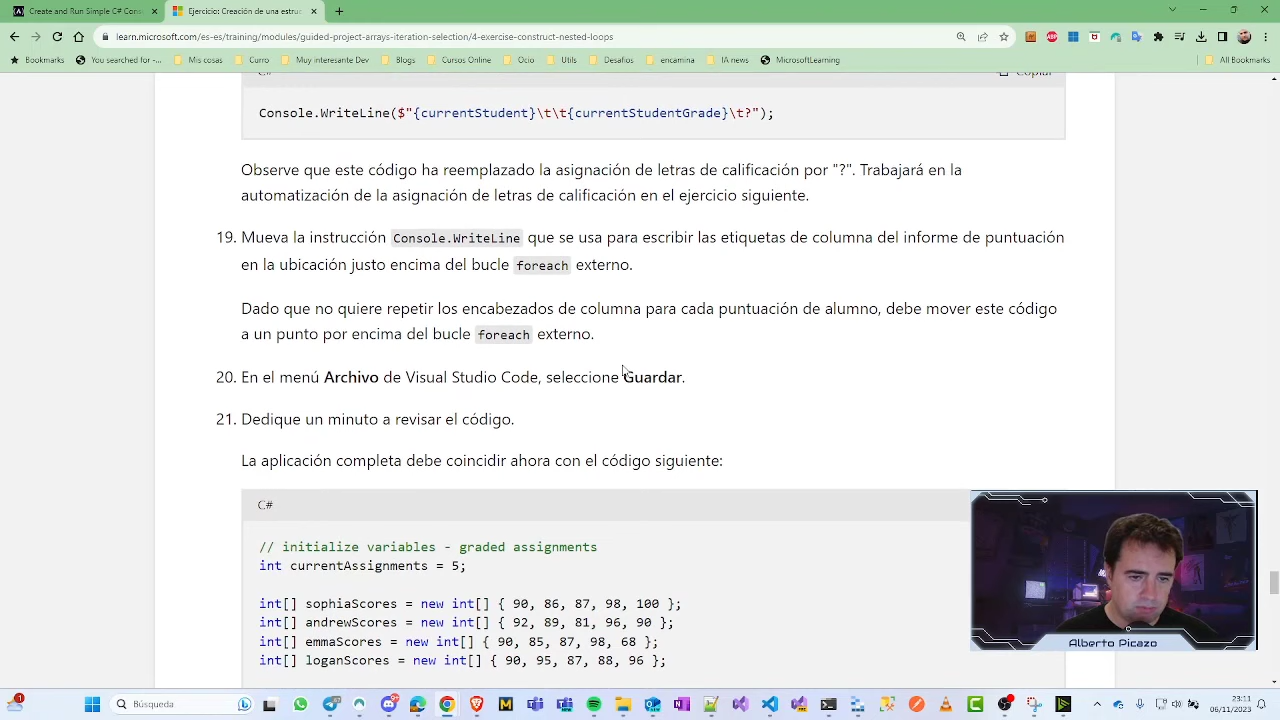 Create and Run Simple C# Conso
Ejercicio: Creación de una estruc
learn.microsoft.com/es-es/training/modules/guided-project-arrays-iteration-selection/4-exercise-construct-nested-loops
Bookmarks
You searched for -...
Mis cosas
Curro
Muy interesante Dev
Blogs
Cursos Online
Ocio
Utils
Desafios
encamina
IA news
MicrosoftLearning
All Bookmarks
C#
Copiar
Console.WriteLine($"{currentStudent}\t\t{currentStudentGrade}\t?");
Observe que este código ha reemplazado la asignación de letras de calificación por "?". Trabajará en la
automatización de la asignación de letras de calificación en el ejercicio siguiente.
19. Mueva la instrucción Console.WriteLine que se usa para escribir las etiquetas de columna del informe de puntuación
en la ubicación justo encima del bucle foreach externo.
Dado que no quiere repetir los encabezados de columna para cada puntuación de alumno, debe mover este código
a un punto por encima del bucle foreach externo.
20. En el menú Archivo de Visual Studio Code, seleccione Guardar.
21. Dedique un minuto a revisar el código.
La aplicación completa debe coincidir ahora con el código siguiente:
C#
// initialize variables - graded assignments
int currentAssignments = 5;
int[] sophiaScores = new int[] { 90, 86, 87, 98, 100 };
int[] andrewScores = new int[] { 92, 89, 81, 96, 90 };
int[] emmaScores = new int[] { 90, 85, 87, 98, 68 };
int[] loganScores = new int[] { 90, 95, 87, 88, 96 };
Alberto Picazo
Búsqueda
23:11
06/11/2023